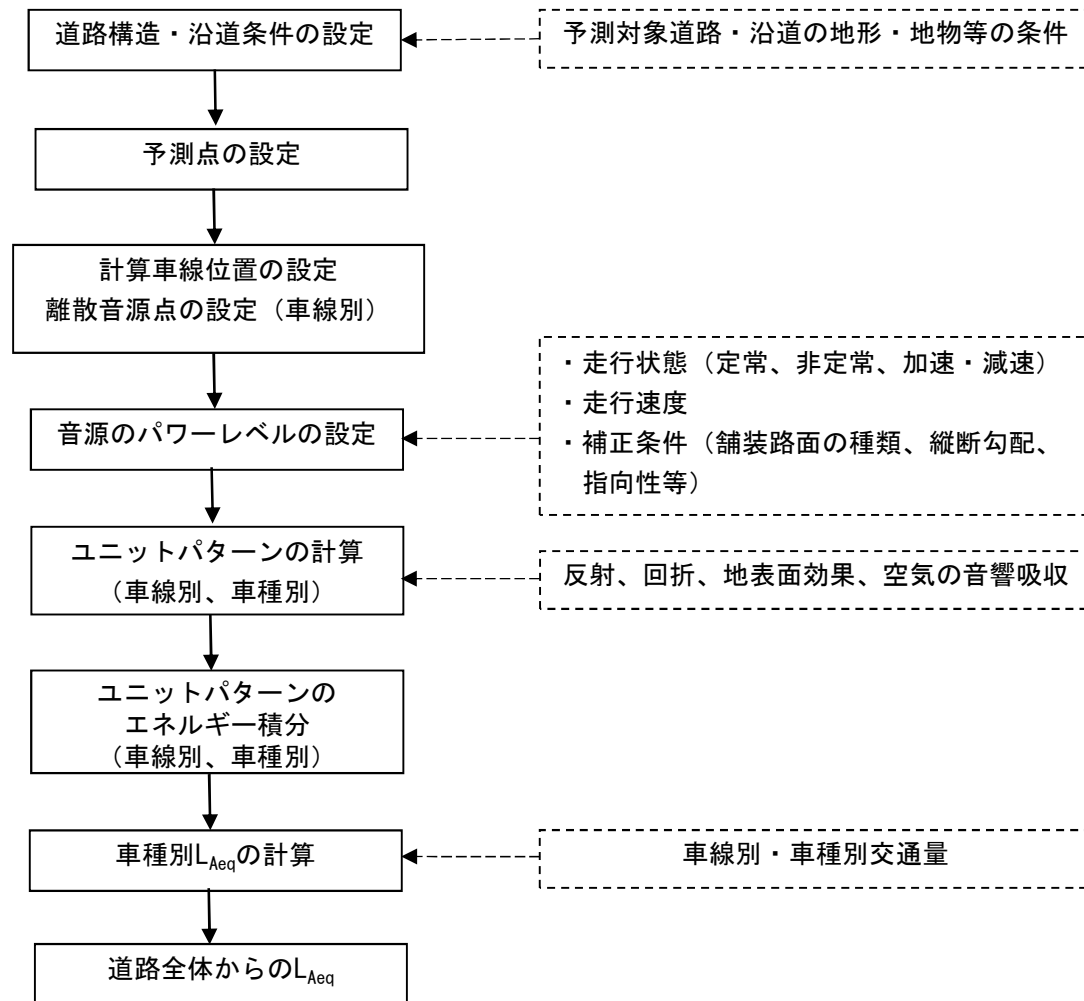 道路構造・沿道条件の設定
予測対象道路・沿道の地形・地物等の条件
予測点の設定
計算車線位置の設定
離散音源点の設定（車線別）
音源のパワーレベルの設定
・走行状態（定常、非定常、加速・減速）
・走行速度
・補正条件（舗装路面の種類、縦断勾配、
指向性等）
ユニットパターンの計算
（車線別、車種別）
反射、回折、地表面効果、空気の音響吸収
ユニットパターンの
エネルギー積分
（車線別、車種別）
車種別LAeqの計算
車線別・車種別交通量
道路全体からのLAeq